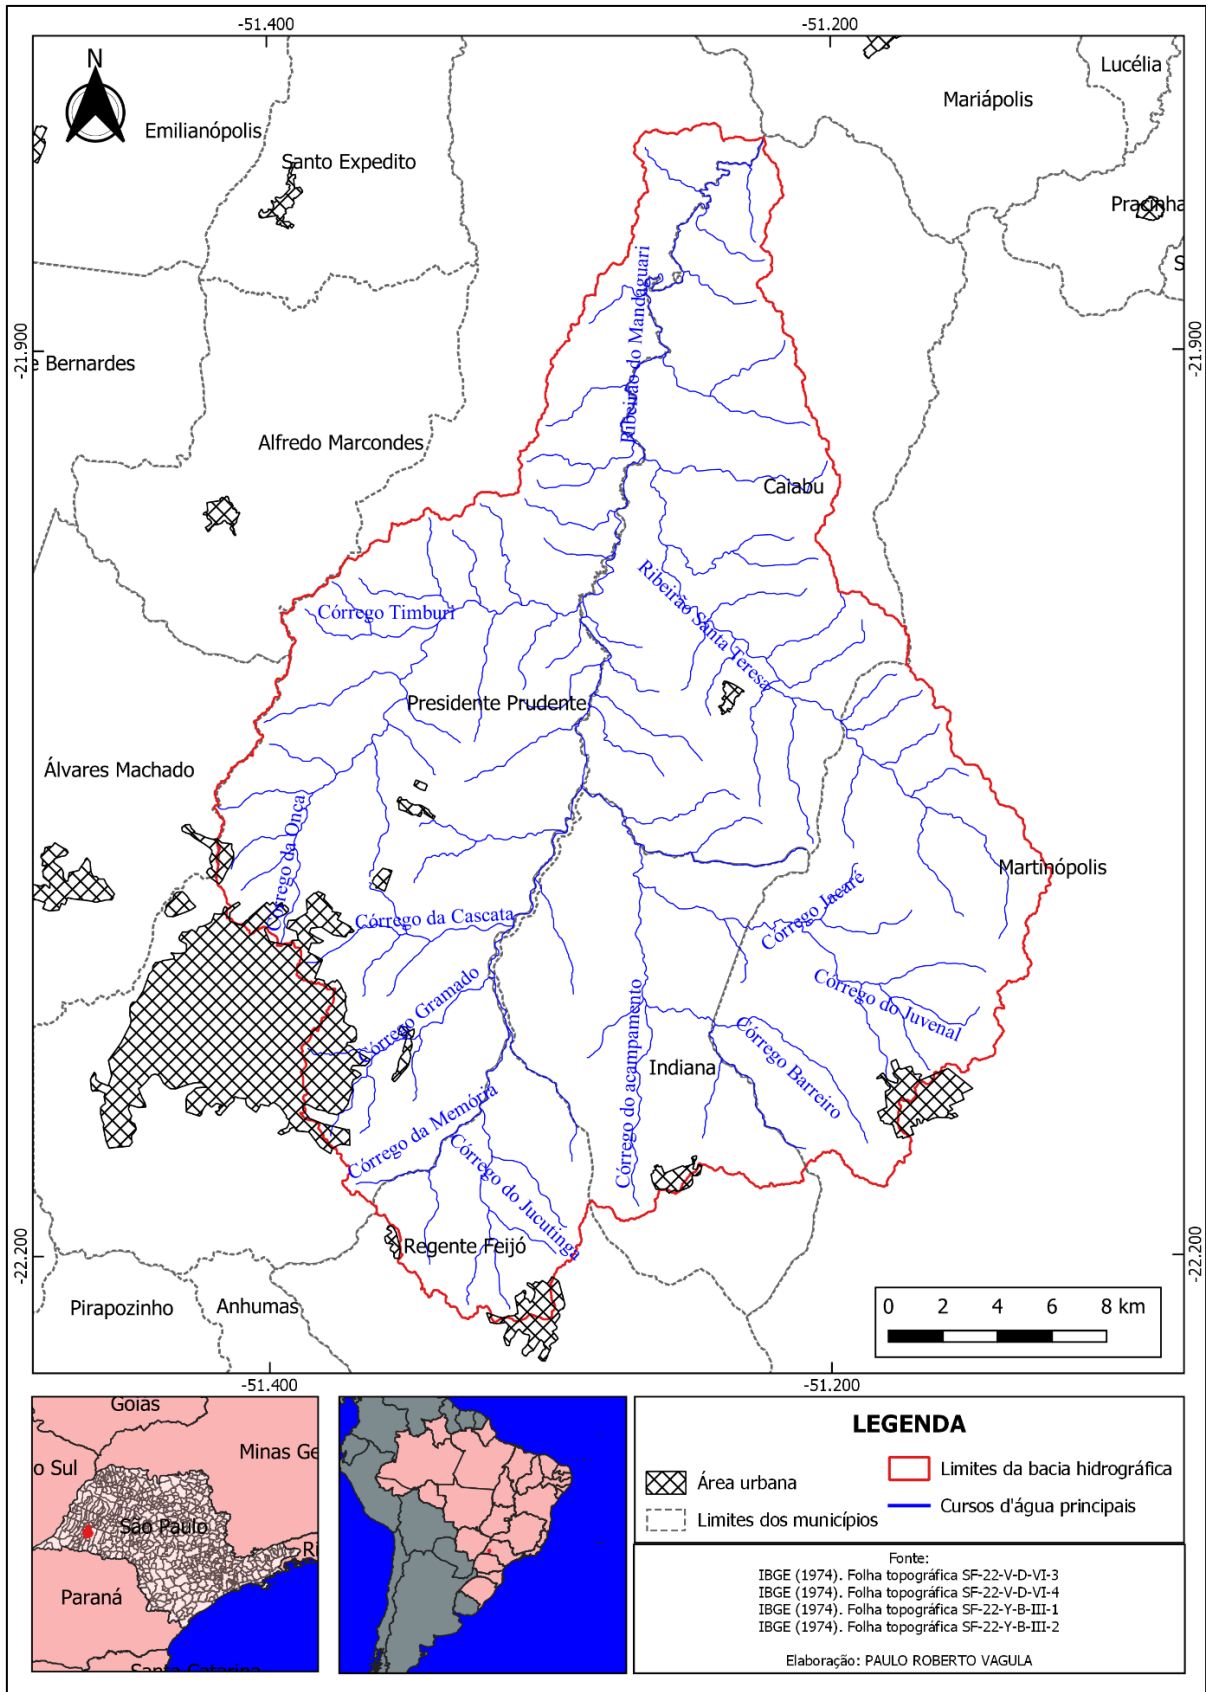 -51.400
-51.200
N
Lucélia
Mariápolis
Emilianópolis
Santo Expedito
Pracinha
S
Ribeirão do Mandaguari
-21.900
-21.900
e Bernardes
Alfredo Marcondes
Caiabu
Ribeirão Santa Teresa
Córrego Timburi
Presidente Prudente
Álvares Machado
Córrego da Onça
Martinópolis
Córrego Jacaré
Córrego da Cascata
Córrego Gramado
Córrego do acampamento
Córrego do Juvenal
Córrego Barreiro
Indiana
Córrego da Memória
Córrego do Jucutinga
Regente Feijó
-22.200
-22.200
Pirapozinho
Anhumas
0 2 4 6 8 km
-51.400
-51.200
Goiás
Minas Ge
o Sul
São Paulo
Ri
Paraná
Santa Catarina
LEGENDA
Área urbana
Limites da bacia hidrográfica
Limites dos municípios
Cursos d'água principais
Fonte:
IBGE (1974). Folha topográfica SF-22-V-D-VI-3
IBGE (1974). Folha topográfica SF-22-V-D-VI-4
IBGE (1974). Folha topográfica SF-22-Y-B-III-1
IBGE (1974). Folha topográfica SF-22-Y-B-III-2
Elaboração: PAULO ROBERTO VAGULA